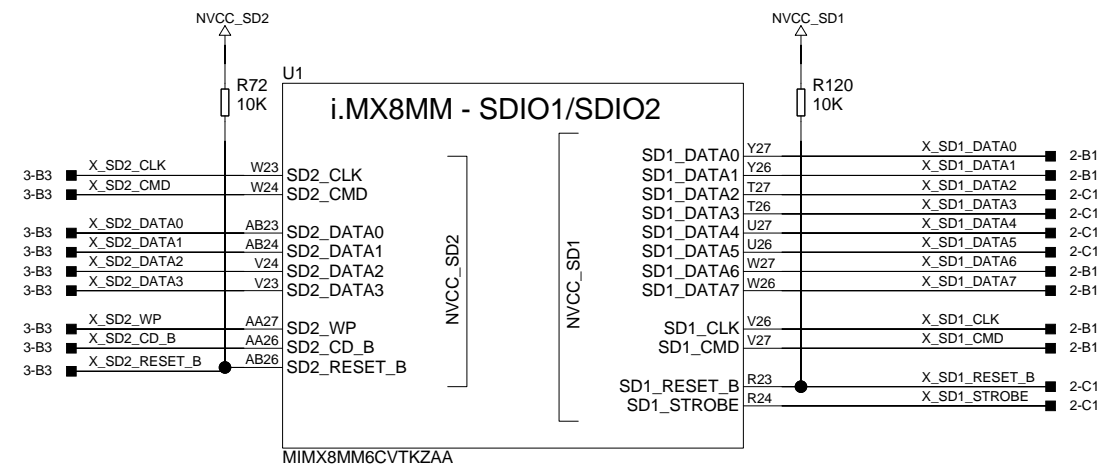 NVCC_SD2
NVCC_SD1
U1
R72
10K
R120
10K
i.MX8MM - SDIO1/SDIO2
3-B3 X_SD2_CLK W23 SD2_CLK
3-B3 X_SD2_CMD W24 SD2_CMD
3-B3 X_SD2_DATA0 AB23 SD2_DATA0
3-B3 X_SD2_DATA1 AB24 SD2_DATA1
3-B3 X_SD2_DATA2 V24 SD2_DATA2
3-B3 X_SD2_DATA3 V23 SD2_DATA3
3-B3 X_SD2_WP AA27 SD2_WP
3-B3 X_SD2_CD_B AA26 SD2_CD_B
3-B3 X_SD2_RESET_B AB26 SD2_RESET_B
NVCC_SD2
NVCC_SD1
SD1_DATA0 Y27 X_SD1_DATA0 2-B1
SD1_DATA1 Y26 X_SD1_DATA1 2-B1
SD1_DATA2 T27 X_SD1_DATA2 2-C1
SD1_DATA3 T26 X_SD1_DATA3 2-C1
SD1_DATA4 U27 X_SD1_DATA4 2-C1
SD1_DATA5 U26 X_SD1_DATA5 2-C1
SD1_DATA6 W27 X_SD1_DATA6 2-B1
SD1_DATA7 W26 X_SD1_DATA7 2-B1
SD1_CLK V26 X_SD1_CLK 2-B1
SD1_CMD V27 X_SD1_CMD 2-B1
SD1_RESET_B R23 X_SD1_RESET_B 2-C1
SD1_STROBE R24 X_SD1_STROBE 2-C1
MIMX8MM6CVTKZAA